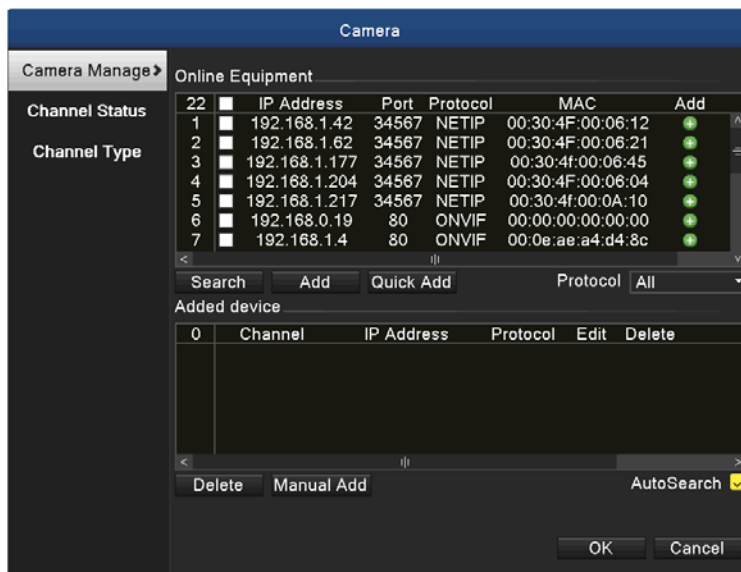 Camera
Camera Manage
Channel Status
Channel Type
Online Equipment
22 IP Address Port Protocol MAC Add
1 192.168.1.42 34567 NETIP 00:30:4F:00:06:12
2 192.168.1.62 34567 NETIP 00:30:4F:00:06:21
3 192.168.1.177 34567 NETIP 00:30:4f:00:06:45
4 192.168.1.204 34567 NETIP 00:30:4F:00:06:04
5 192.168.1.217 34567 NETIP 00:30:4f:00:0A:10
6 192.168.0.19 80 ONVIF 00:00:00:00:00:00
7 192.168.1.4 80 ONVIF 00:0e:ae:a4:d4:8c
Search Add Quick Add Protocol All
Added device
0 Channel IP Address Protocol Edit Delete
Delete Manual Add AutoSearch
OK Cancel